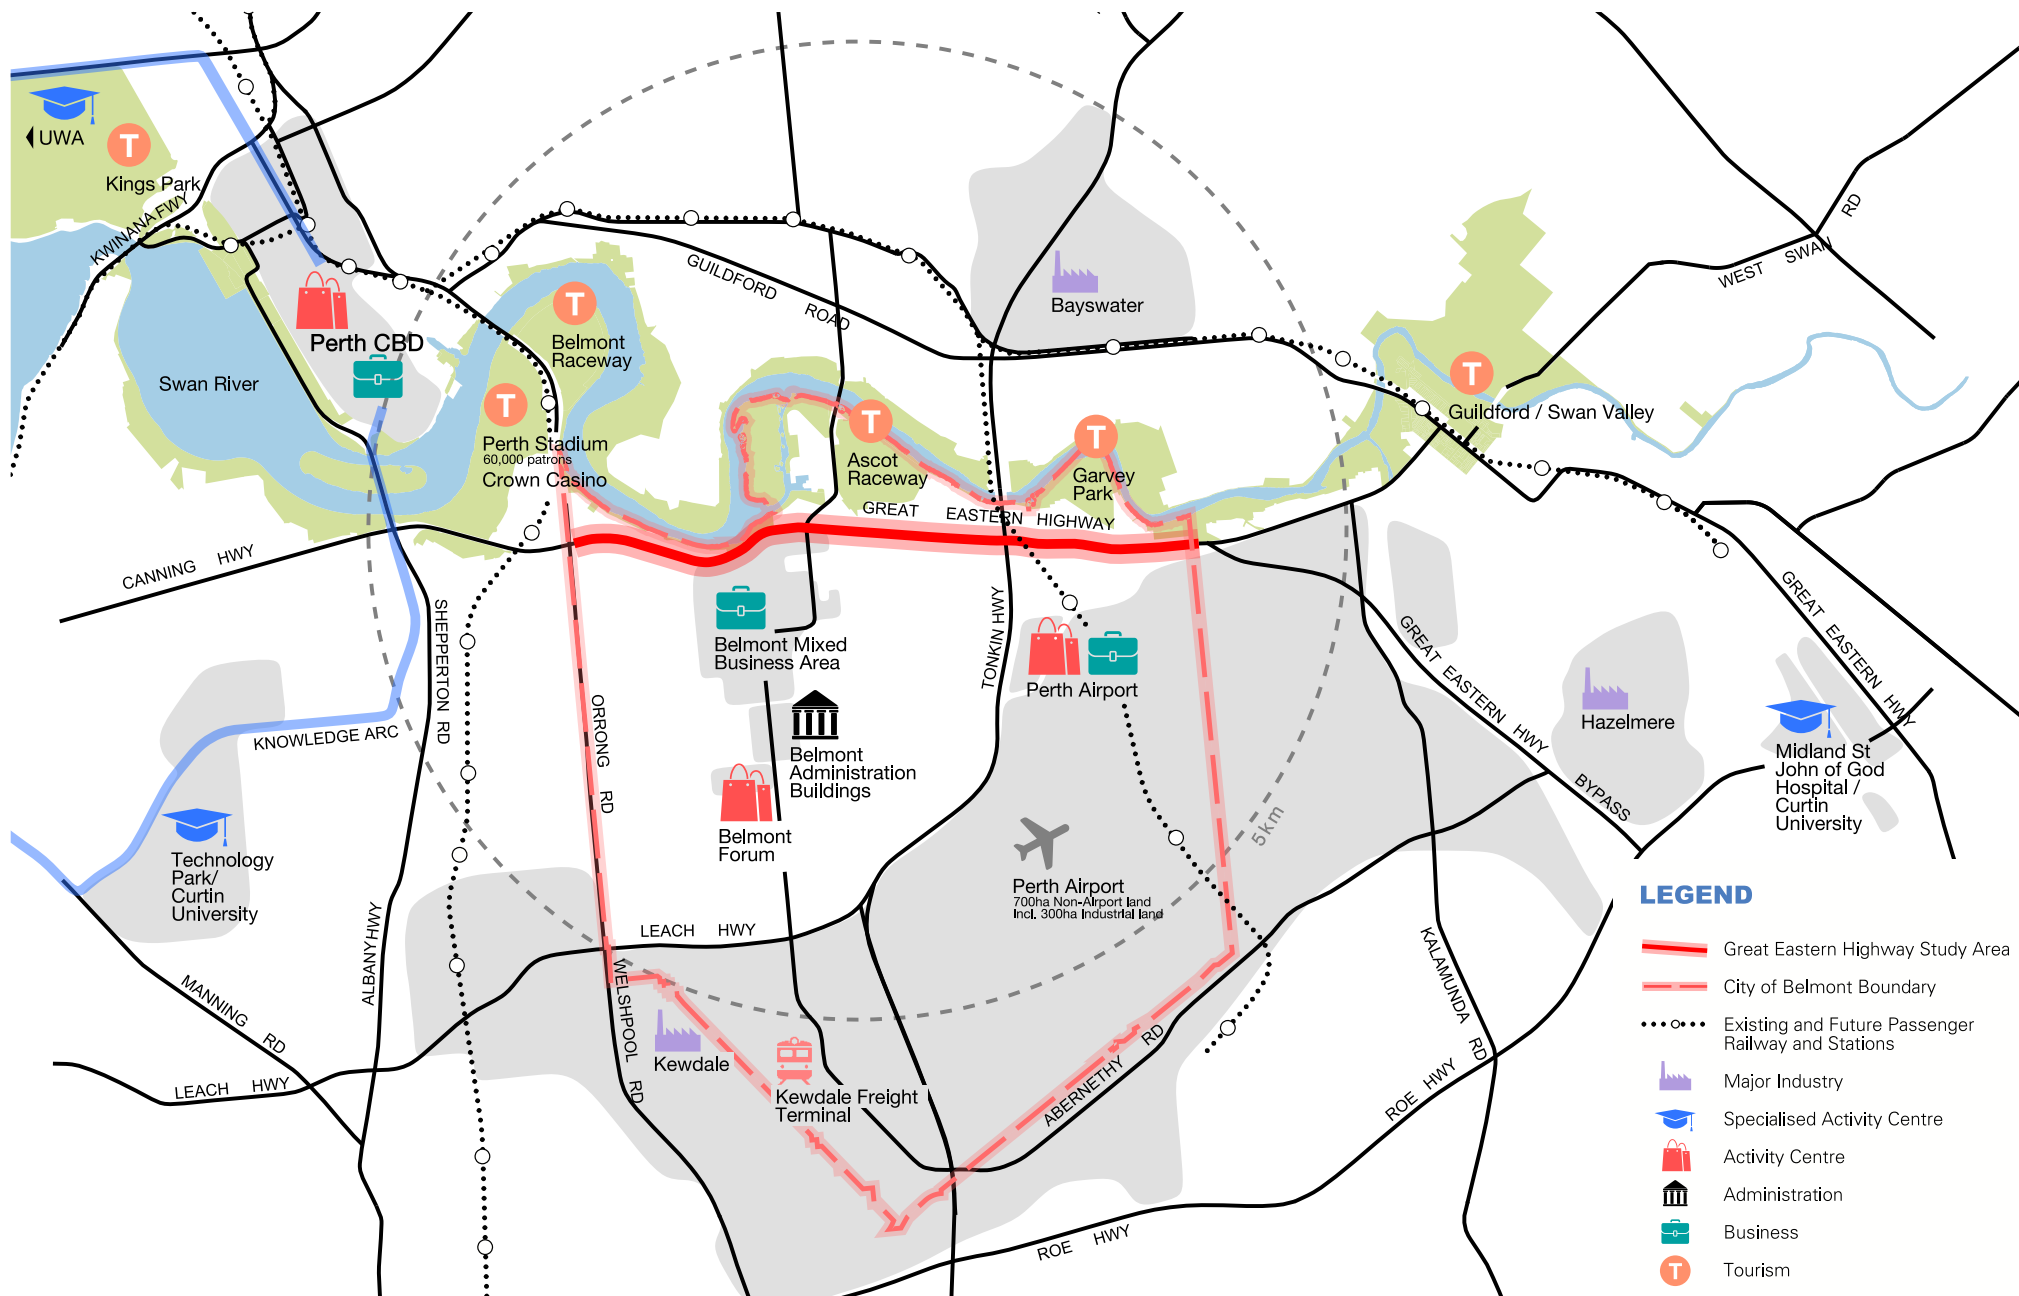 UWA
Kings Park
KWINANA FWY
Perth CBD
Swan River
Belmont
Raceway
Perth Stadium
60,000 patrons
Crown Casino
GUILDFORD ROAD
Bayswater
WEST SWAN RD
Guildford / Swan Valley
Ascot
Raceway
Garvey
Park
GREAT EASTERN HIGHWAY
CANNING HWY
SHEPPERTON RD
KNOWLEDGE ARC
Technology
Park/
Curtin
University
ORRONG RD
Belmont Mixed
Business Area
Belmont
Administration
Buildings
Belmont
Forum
TONKIN HWY
Perth Airport
Perth Airport
700ha Non-Airport land
Incl. 300ha Industrial land
5km
GREAT EASTERN HWY BYPASS
GREAT EASTERN HWY
Hazelmere
Midland St
John of God
Hospital /
Curtin
University
LEACH HWY
ALBANY HWY
MANNING RD
LEACH HWY
WELSHPOOL RD
Kewdale
Kewdale Freight
Terminal
ABERNETHY RD
KALAMUNDA RD
ROE HWY
ROE HWY
LEGEND
Great Eastern Highway Study Area
City of Belmont Boundary
Existing and Future Passenger
Railway and Stations
Major Industry
Specialised Activity Centre
Activity Centre
Administration
Business
T Tourism
T
T
T
T
T
T